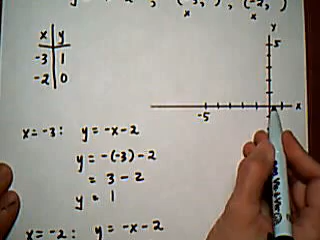 x y
-3 1
-2 0
y
5
-5
x
x = -3: y = -x - 2
y = -(-3) - 2
= 3 - 2
y = 1
x = -2: y = -x - 2